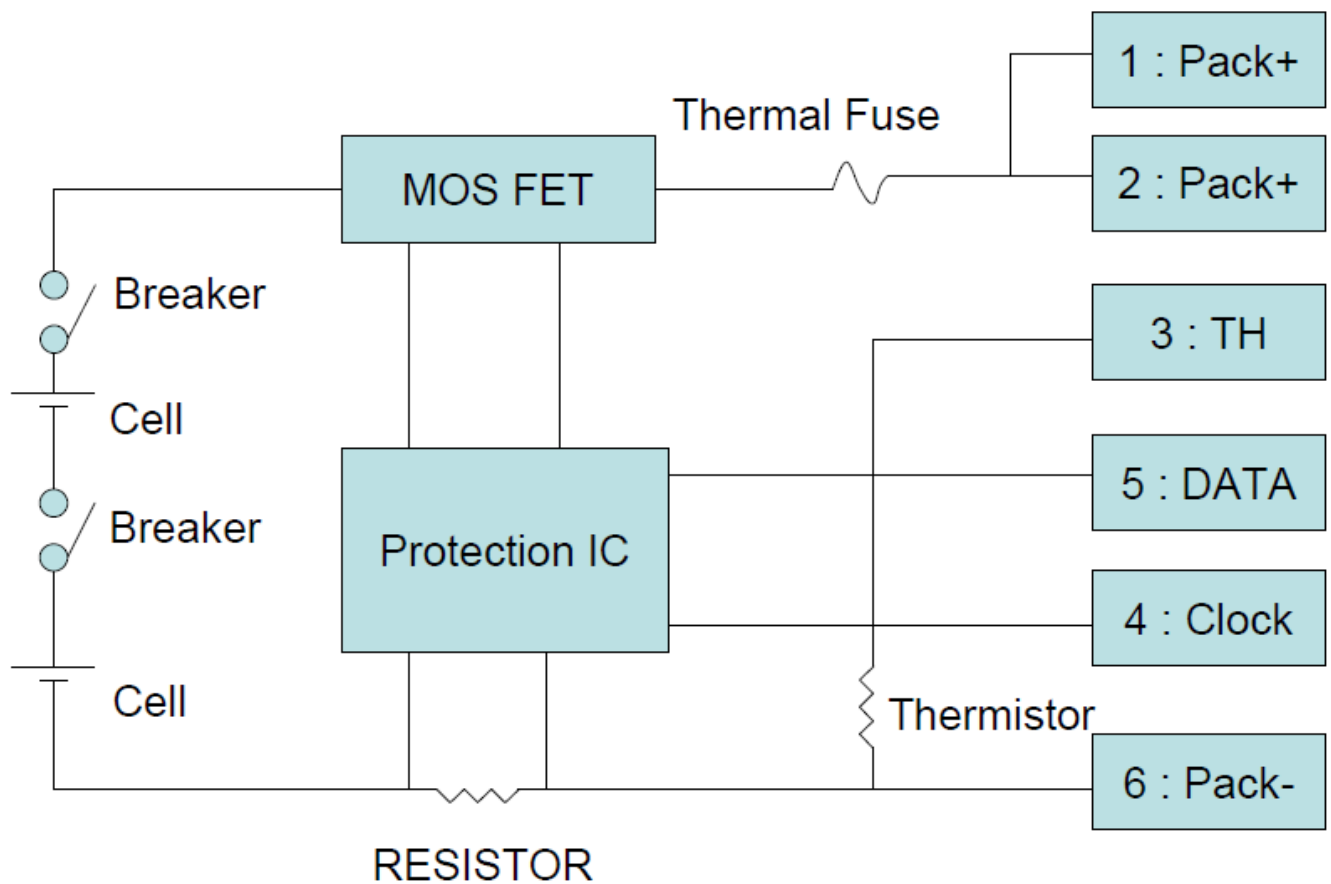 1 : Pack+
Thermal Fuse
MOS FET
2 : Pack+
Breaker
3 : TH
Cell
5 : DATA
Breaker
Protection IC
4 : Clock
Cell
Thermistor
6 : Pack-
RESISTOR